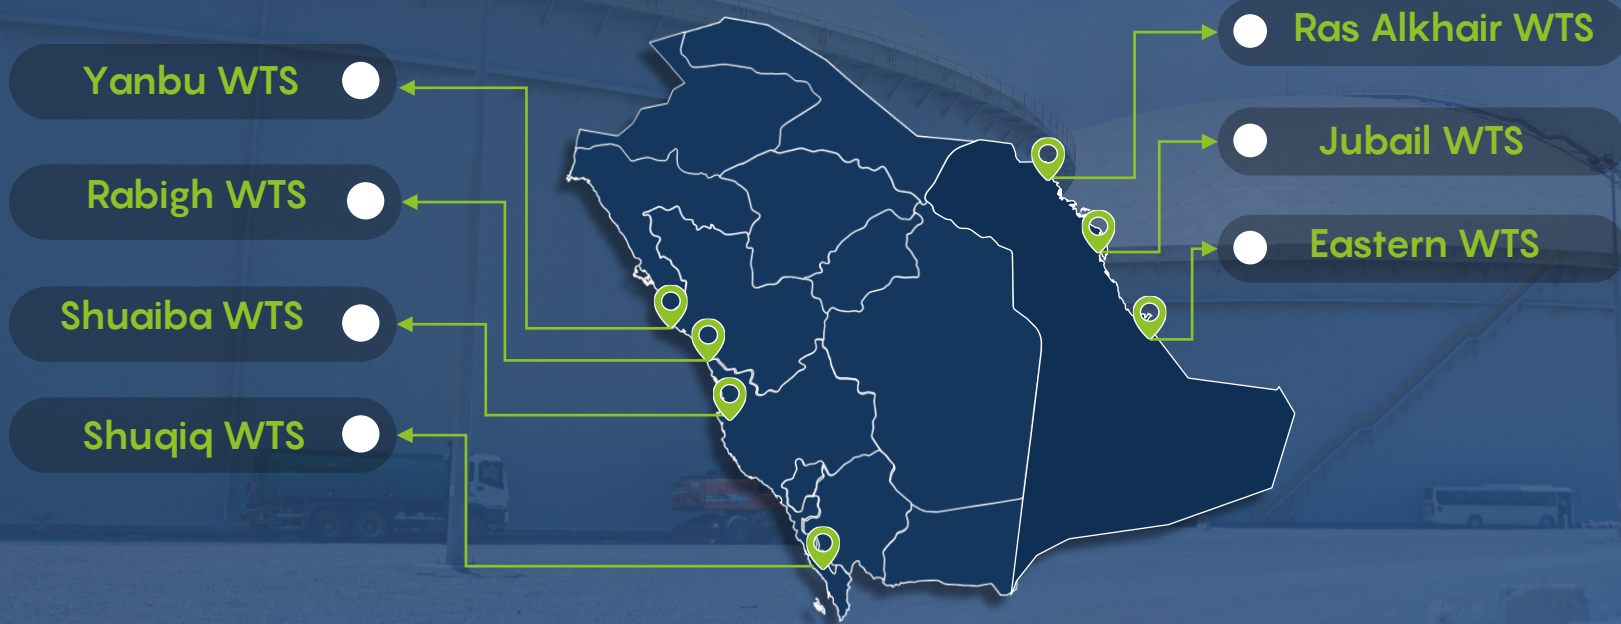 Yanbu WTS
Rabigh WTS
Shuaiba WTS
Shuqiq WTS
Ras Alkhair WTS
Jubail WTS
Eastern WTS